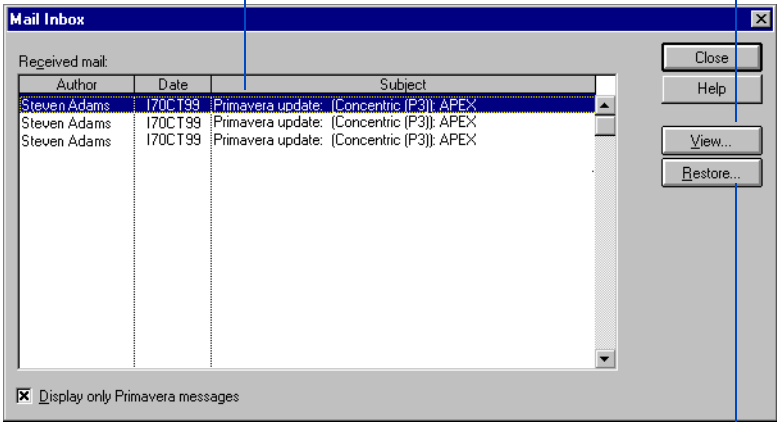 Mail Inbox
Received mail:
Author Date Subject
Steven Adams 17OCT99 Primavera update: (Concentric (P3)): APEX
Steven Adams 17OCT99 Primavera update: (Concentric (P3)): APEX
Steven Adams 17OCT99 Primavera update: (Concentric (P3)): APEX
Display only Primavera messages
Close
Help
View...
Restore...